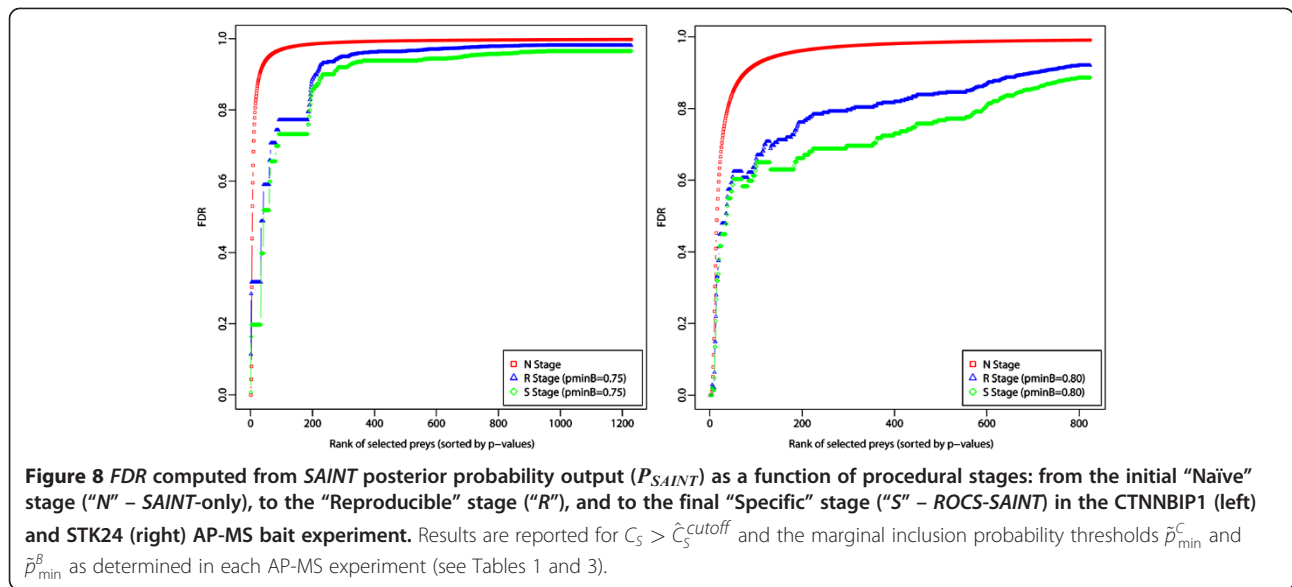 1.0
0.8
0.6
0.4
0.2
0.0
FDR
0 200 400 600 800 1000 1200
Rank of selected preys (sorted by p−values)
N Stage
R Stage (pminB=0.75)
S Stage (pminB=0.75)
1.0
0.8
0.6
0.4
0.2
0.0
FDR
0 200 400 600 800
Rank of selected preys (sorted by p−values)
N Stage
R Stage (pminB=0.80)
S Stage (pminB=0.80)
Figure 8 FDR computed from SAINT posterior probability output (P_SAINT) as a function of procedural stages: from the initial “Naïve”
stage (“N” – SAINT-only), to the “Reproducible” stage (“R”), and to the final “Specific” stage (“S” – ROCS-SAINT) in the CTNNBIP1 (left)
and STK24 (right) AP-MS bait experiment. Results are reported for C_S > Ĉ_S^cutoff and the marginal inclusion probability thresholds p̃_min^C and
p̃_min^B as determined in each AP-MS experiment (see Tables 1 and 3).